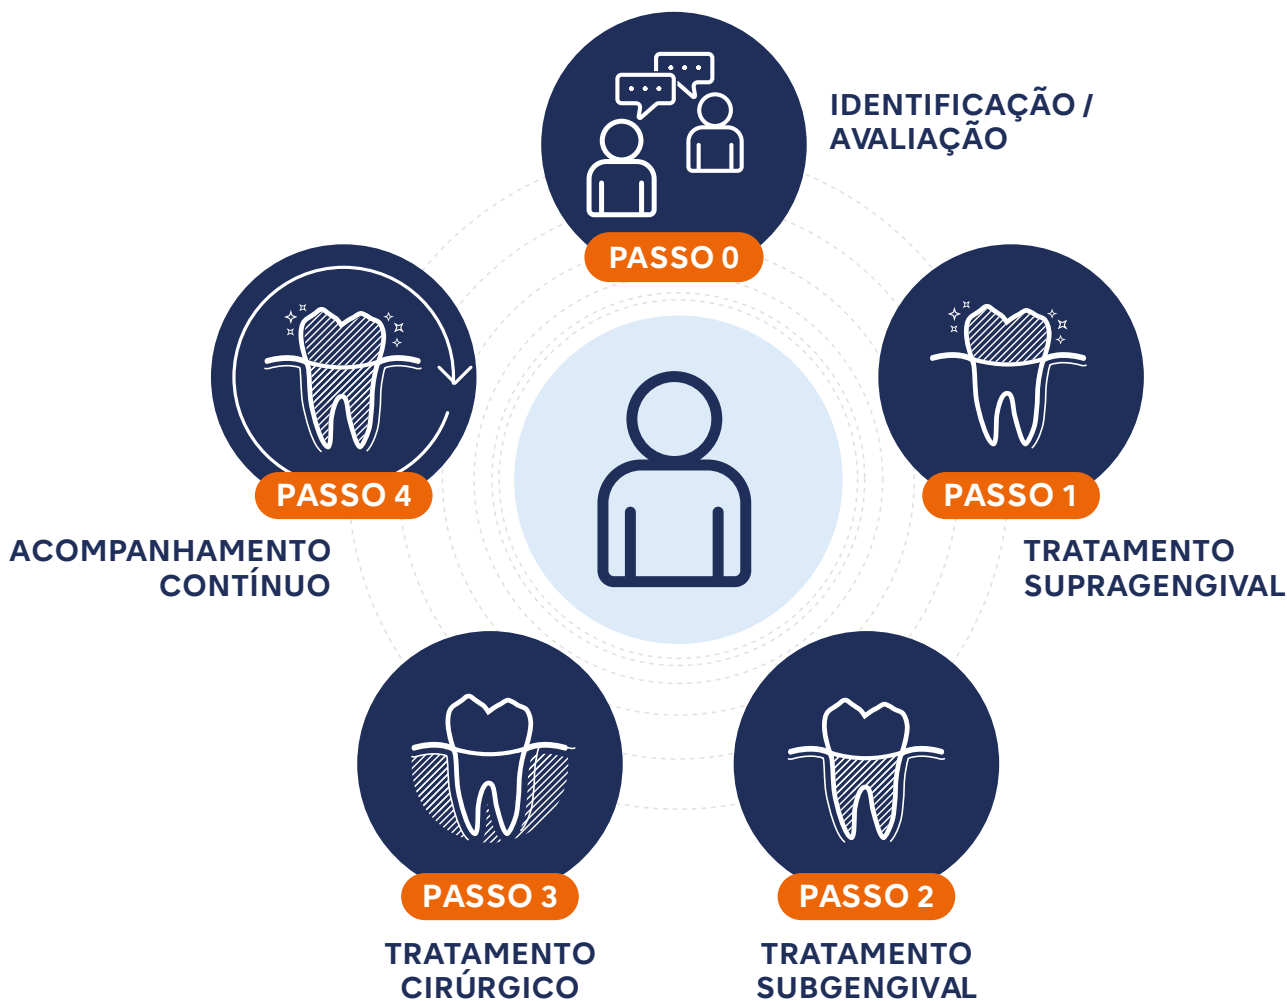 PASSO 0
IDENTIFICAÇÃO /
AVALIAÇÃO
PASSO 1
TRATAMENTO
SUPRAGENGIVAL
PASSO 2
TRATAMENTO
SUBGENGIVAL
PASSO 3
TRATAMENTO
CIRÚRGICO
PASSO 4
ACOMPANHAMENTO
CONTÍNUO